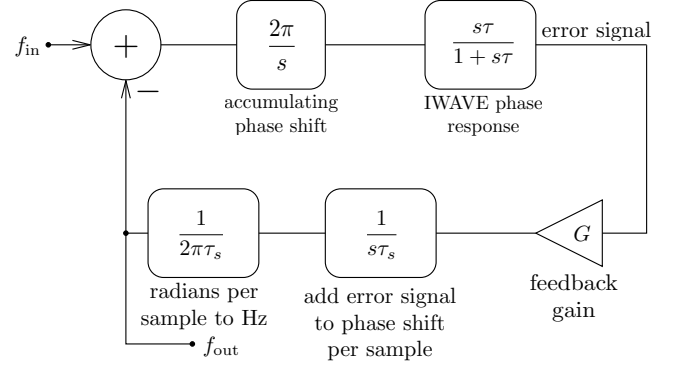 f_in
+
−
2π
s
accumulating
phase shift
sτ
1 + sτ
IWAVE phase
response
error signal
1
2πτ_s
radians per
sample to Hz
1
sτ_s
add error signal
to phase shift
per sample
G
feedback
gain
f_out